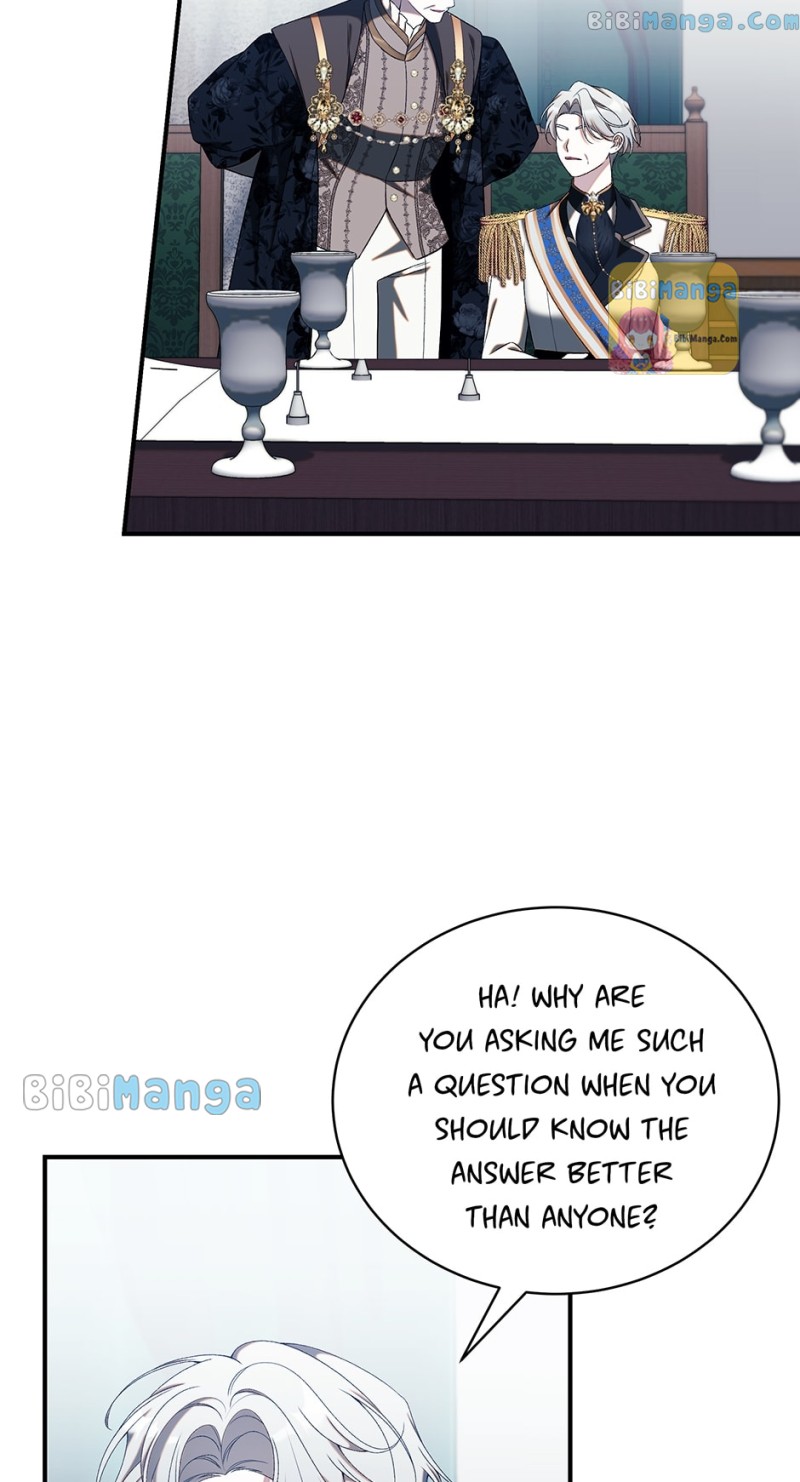 BiBiManga.Com
BiBiManga
BibiManga.Com
HA! WHY ARE
YOU ASKING ME SUCH
A QUESTION WHEN YOU
SHOULD KNOW THE
ANSWER BETTER
THAN ANYONE?
BiBiManga